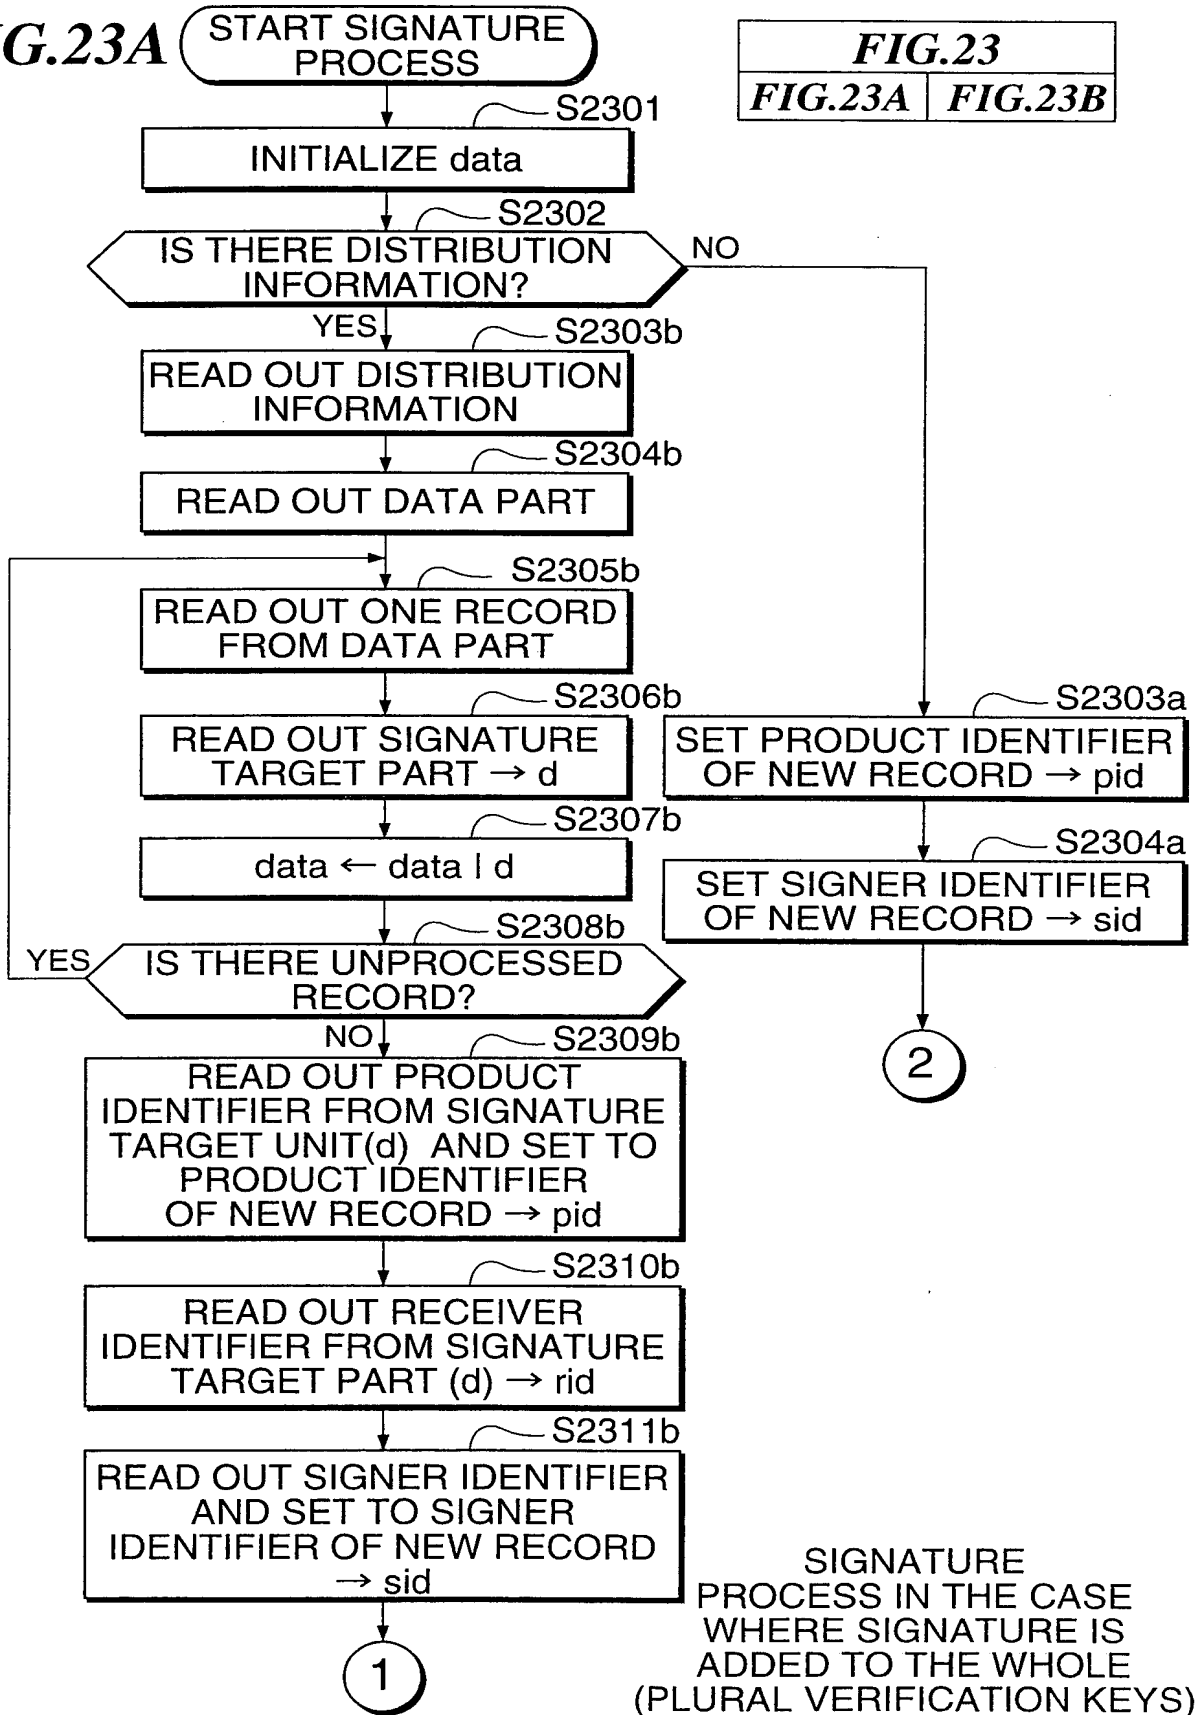 G.23A
START SIGNATURE
PROCESS
FIG.23
FIG.23A
FIG.23B
S2301
INITIALIZE data
S2302
IS THERE DISTRIBUTION
INFORMATION?
NO
YES
S2303b
READ OUT DISTRIBUTION
INFORMATION
S2304b
READ OUT DATA PART
S2305b
READ OUT ONE RECORD
FROM DATA PART
S2306b
READ OUT SIGNATURE
TARGET PART → d
S2307b
data ← data | d
S2308b
YES
IS THERE UNPROCESSED
RECORD?
NO
S2309b
READ OUT PRODUCT
IDENTIFIER FROM SIGNATURE
TARGET UNIT(d) AND SET TO
PRODUCT IDENTIFIER
OF NEW RECORD → pid
S2310b
READ OUT RECEIVER
IDENTIFIER FROM SIGNATURE
TARGET PART (d) → rid
S2311b
READ OUT SIGNER IDENTIFIER
AND SET TO SIGNER
IDENTIFIER OF NEW RECORD
→ sid
1
S2303a
SET PRODUCT IDENTIFIER
OF NEW RECORD → pid
S2304a
SET SIGNER IDENTIFIER
OF NEW RECORD → sid
2
SIGNATURE
PROCESS IN THE CASE
WHERE SIGNATURE IS
ADDED TO THE WHOLE
(PLURAL VERIFICATION KEYS)